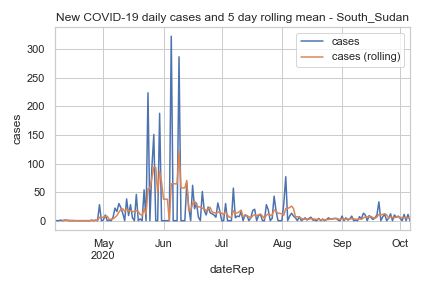 New COVID-19 daily cases and 5 day rolling mean - South_Sudan
cases
cases (rolling)
300
250
200
150
100
50
0
cases
May Jun Jul Aug Sep Oct
2020
dateRep